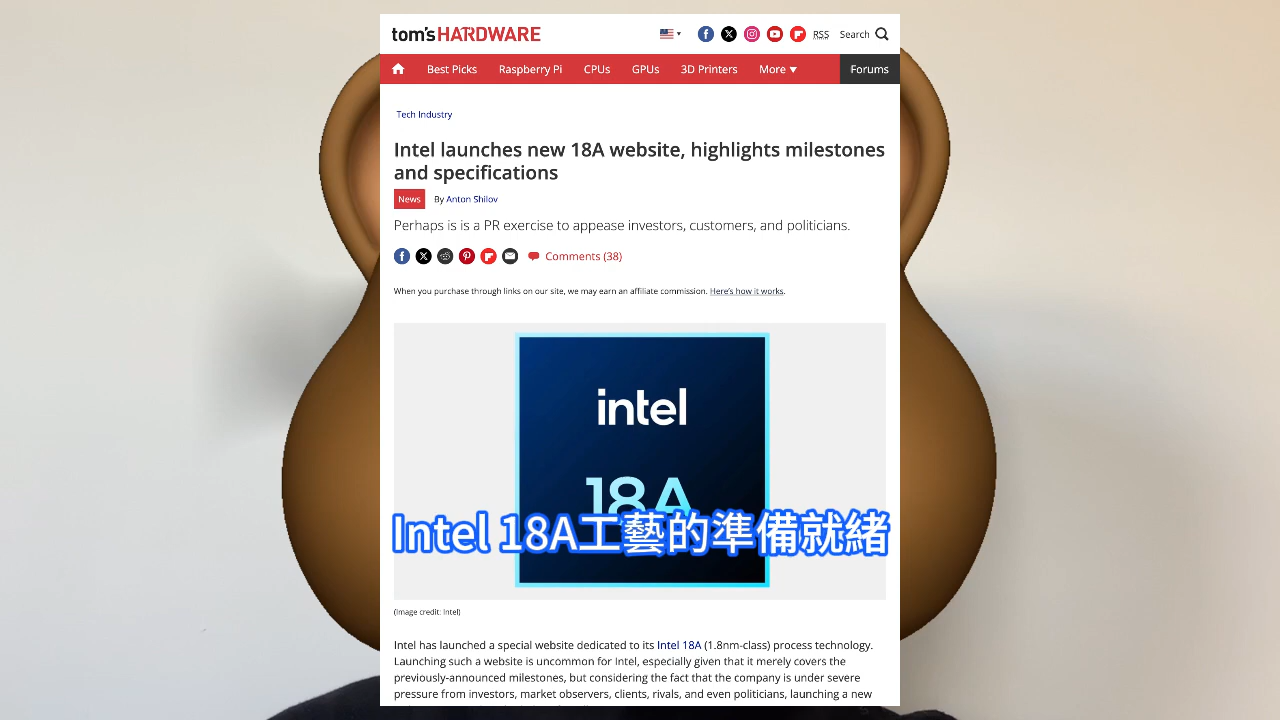 tom'sHARDWARE
RSS
Search
Best Picks
Raspberry Pi
CPUs
GPUs
3D Printers
More
Forums
Tech Industry
Intel launches new 18A website, highlights milestones
and specifications
News
By Anton Shilov
Perhaps is is a PR exercise to appease investors, customers, and politicians.
Comments (38)
When you purchase through links on our site, we may earn an affiliate commission. Here's how it works.
intel
18A
Intel 18A工藝的準備就緒
(Image credit: Intel)
Intel has launched a special website dedicated to its Intel 18A (1.8nm-class) process technology.
Launching such a website is uncommon for Intel, especially given that it merely covers the
previously-announced milestones, but considering the fact that the company is under severe
pressure from investors, market observers, clients, rivals, and even politicians, launching a new